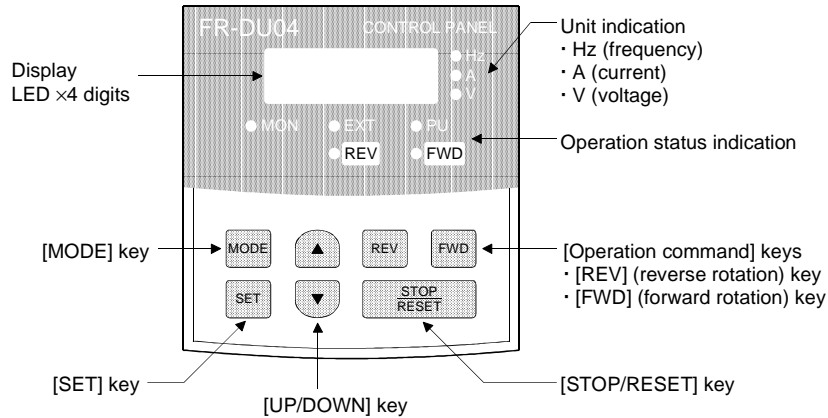 FR-DU04 CONTROL PANEL
Hz
A
V
MON EXT PU
REV FWD
Display
LED ×4 digits
Unit indication
· Hz (frequency)
· A (current)
· V (voltage)
Operation status indication
[MODE] key
MODE ▲ REV FWD
SET ▼ STOP
RESET
[Operation command] keys
· [REV] (reverse rotation) key
· [FWD] (forward rotation) key
[SET] key
[UP/DOWN] key
[STOP/RESET] key